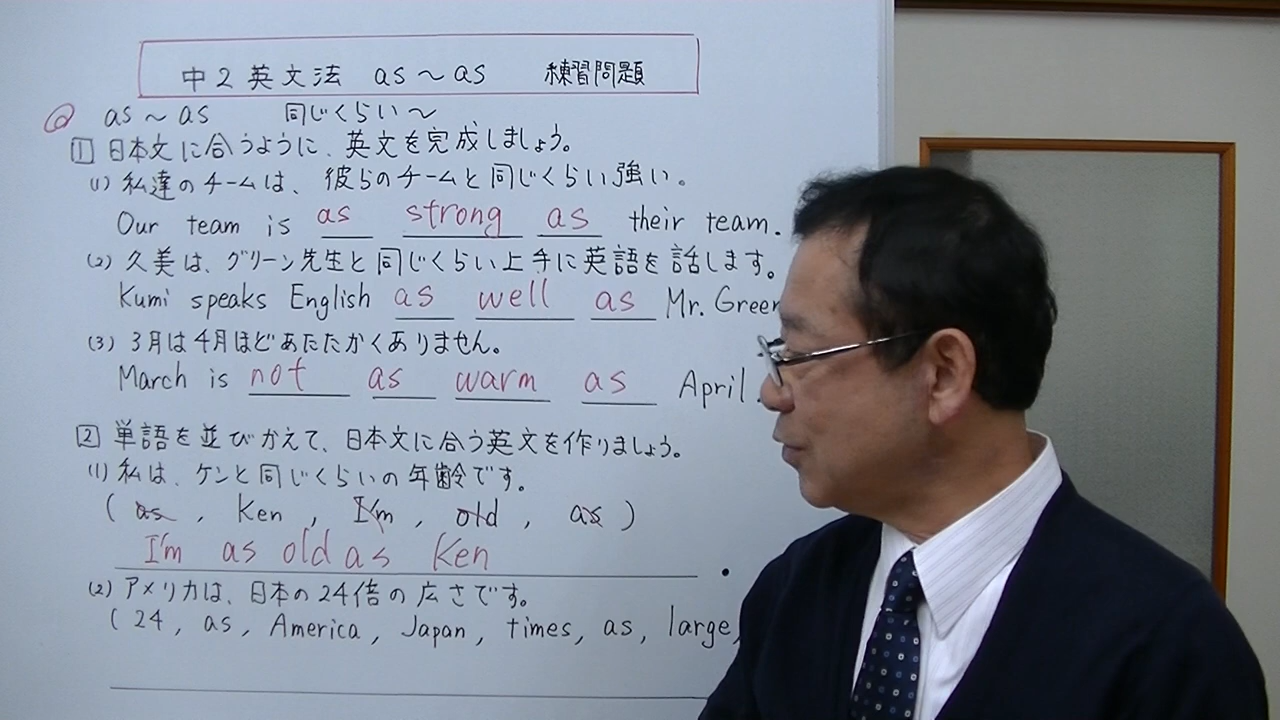 中2英文法 as～as 練習問題
◎ as～as 同じくらい～
1 日本文に合うように、英文を完成しましょう。
(1) 私達のチームは、彼らのチームと同じくらい強い。
Our team is as strong as their team.
(2) 久美は、グリーン先生と同じくらい上手に英語を話します。
Kumi speaks English as well as Mr. Green
(3) 3月は4月ほどあたたかくありません。
March is not as warm as April.
2 単語を並びかえて、日本文に合う英文を作りましょう。
(1) 私は、ケンと同じくらいの年齢です。
( as , Ken , I'm , old , as )
I'm as old as Ken .
(2) アメリカは、日本の24倍の広さです。
( 24, as, America, Japan, times, as, large,